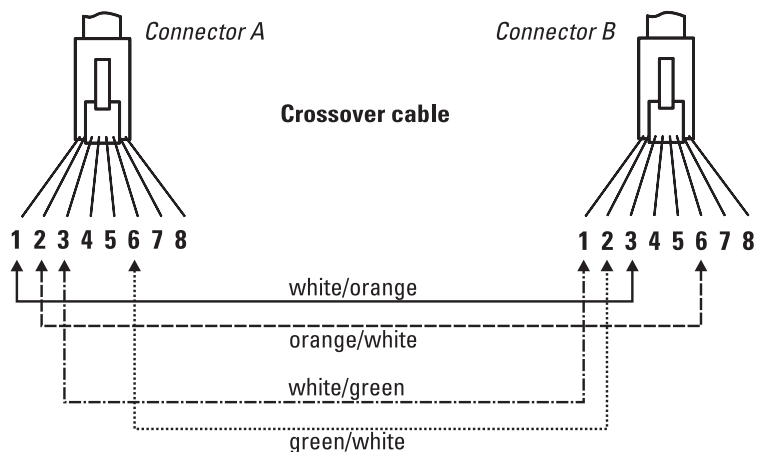 Connector A
Connector B
Crossover cable
1 2 3 4 5 6 7 8
1 2 3 4 5 6 7 8
white/orange
orange/white
white/green
green/white